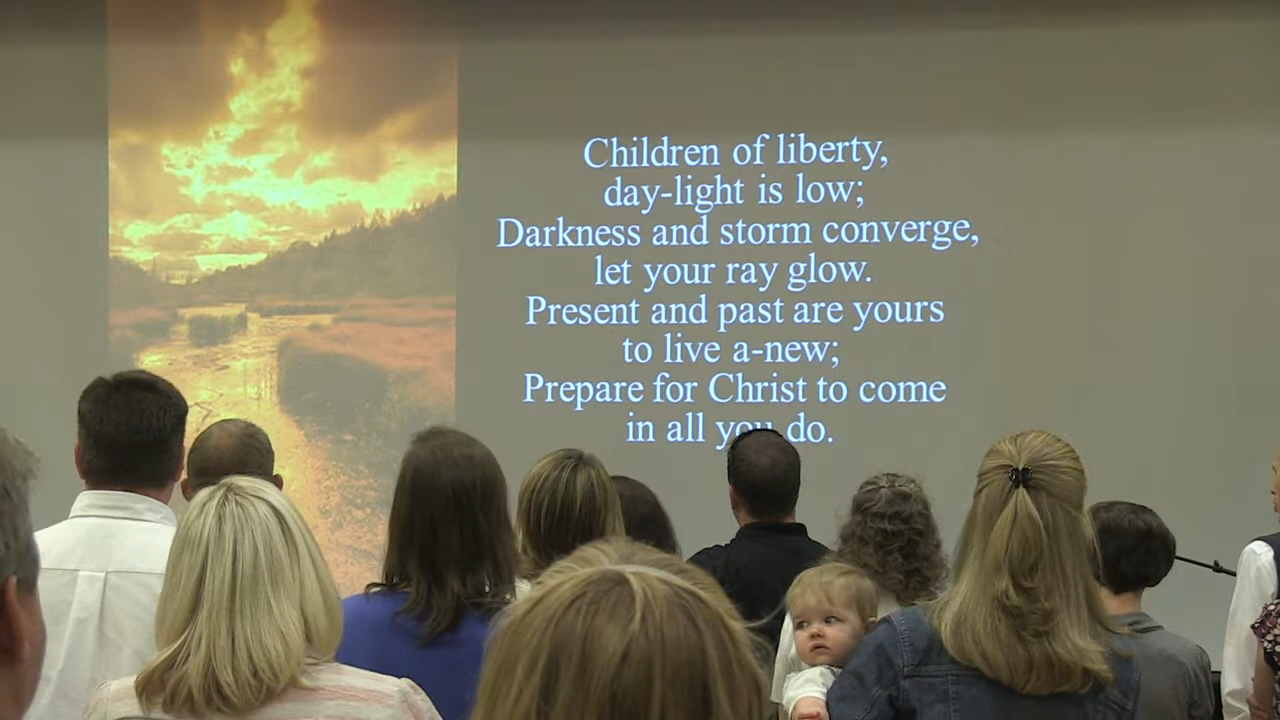 Children of liberty,
day-light is low;
Darkness and storm converge,
let your ray glow.
Present and past are yours
to live a-new;
Prepare for Christ to come
in all you do.